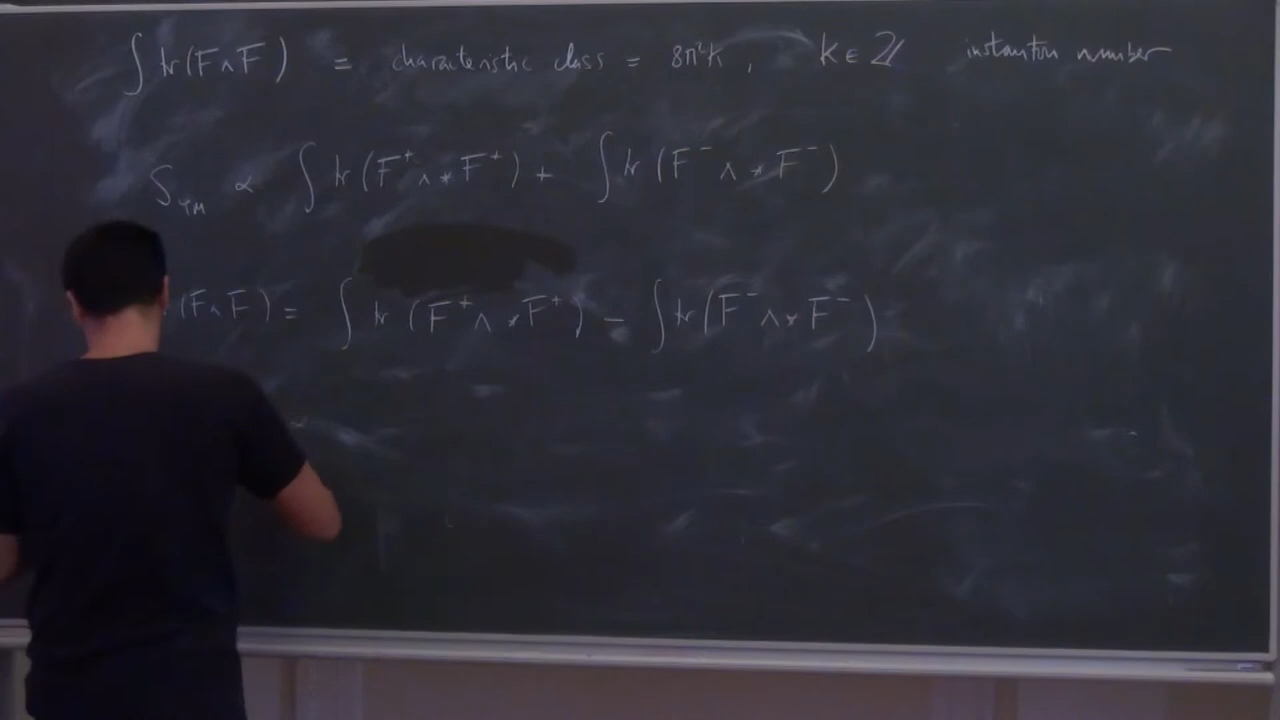 ∫ tr(F∧F) = characteristic class = 8π²k, k ∈ ℤ instanton number
S_YM ∝ ∫ tr(F⁺∧⋆F⁺) + ∫ tr(F⁻∧⋆F⁻)
(F∧F) = ∫ tr(F⁺∧⋆F⁺) − ∫ tr(F⁻∧⋆F⁻)